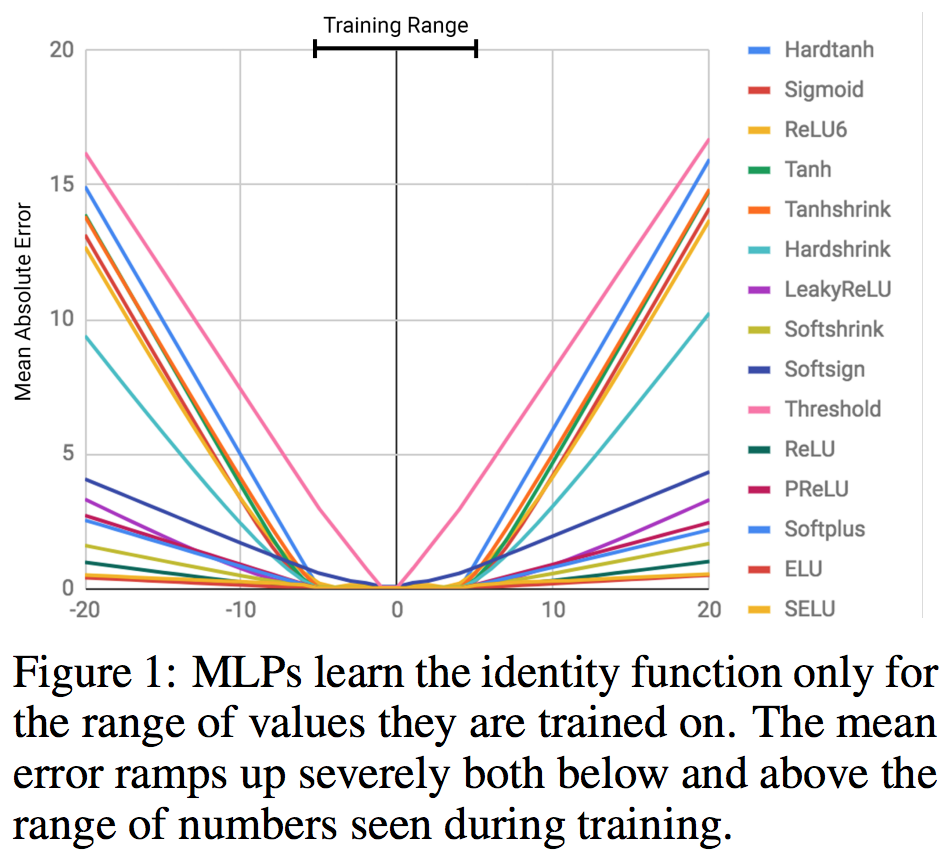 Training Range
20
15
10
5
0
Mean Absolute Error
-20
-10
0
10
20
Hardtanh
Sigmoid
ReLU6
Tanh
Tanhshrink
Hardshrink
LeakyReLU
Softshrink
Softsign
Threshold
ReLU
PReLU
Softplus
ELU
SELU
Figure 1: MLPs learn the identity function only for
the range of values they are trained on. The mean
error ramps up severely both below and above the
range of numbers seen during training.